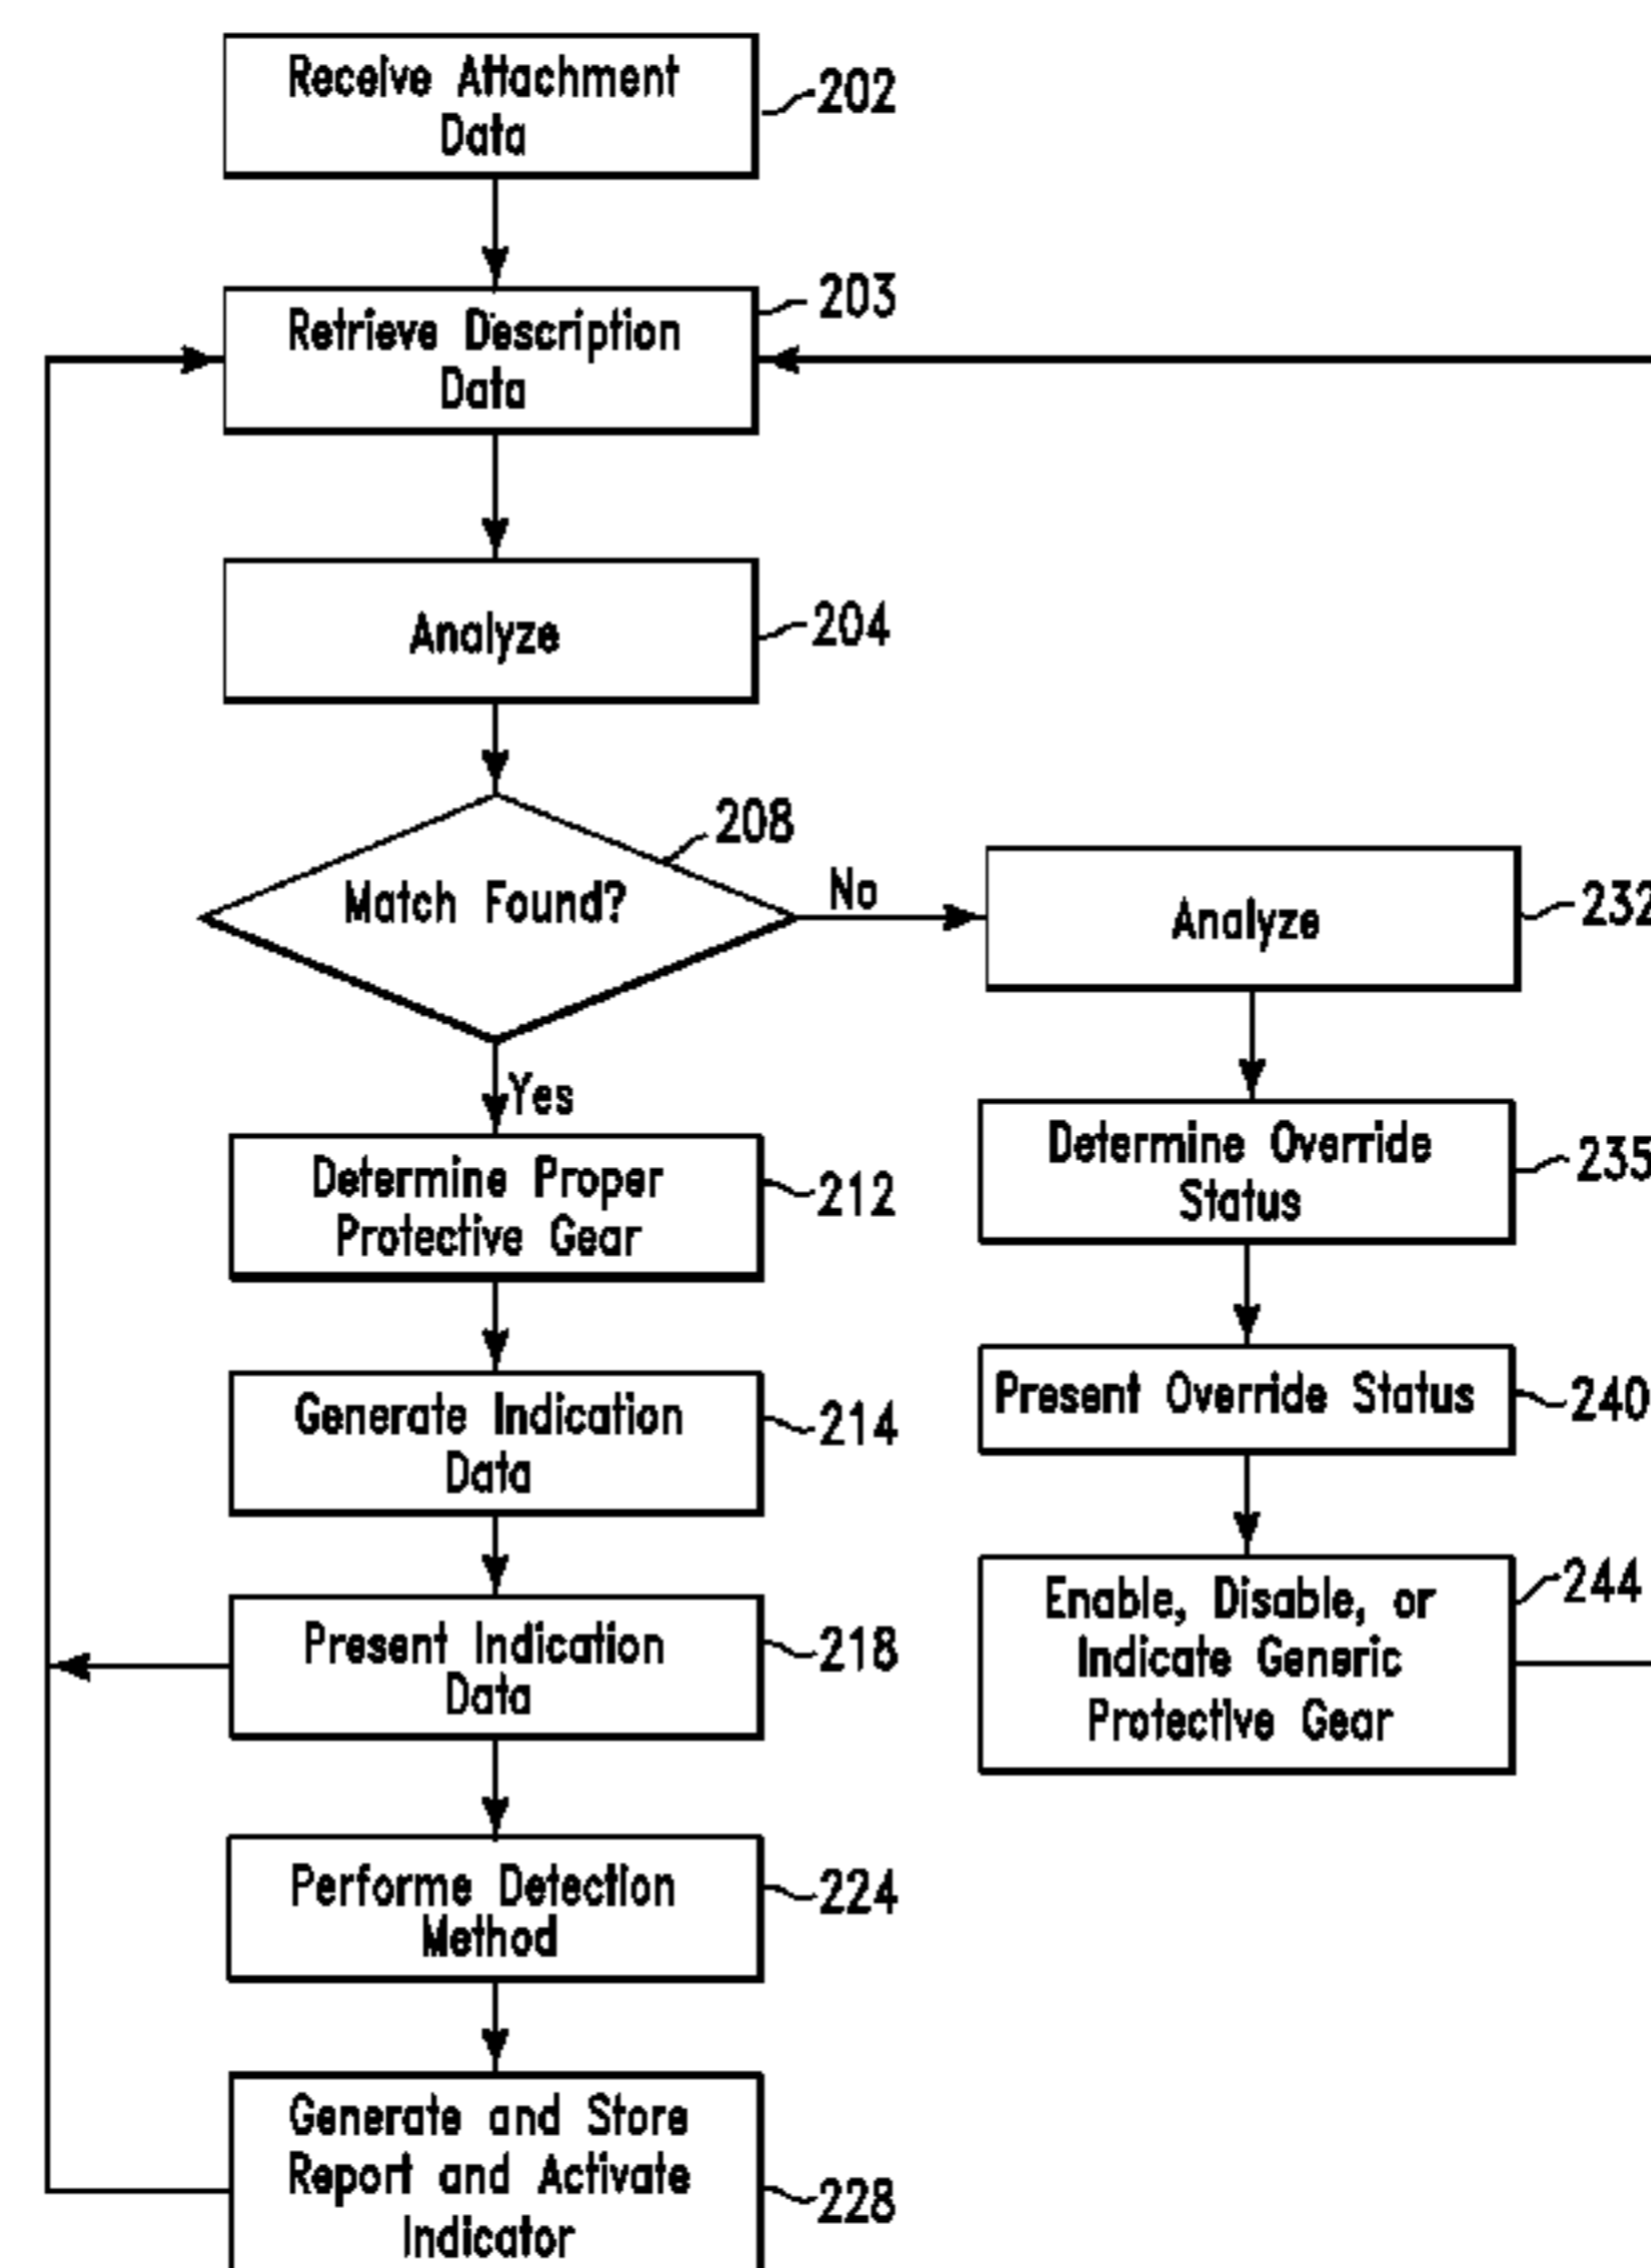 Receive Attachment
Data
202
Retrieve Description
Data
203
Analyze
204
Match Found?
208
No
Yes
Analyze
232
Determine Proper
Protective Gear
212
Determine Override
Status
235
Generate Indication
Data
214
Present Override Status
240
Present Indication
Data
218
Enable, Disable, or
Indicate Generic
Protective Gear
244
Performe Detection
Method
224
Generate and Store
Report and Activate
Indicator
228